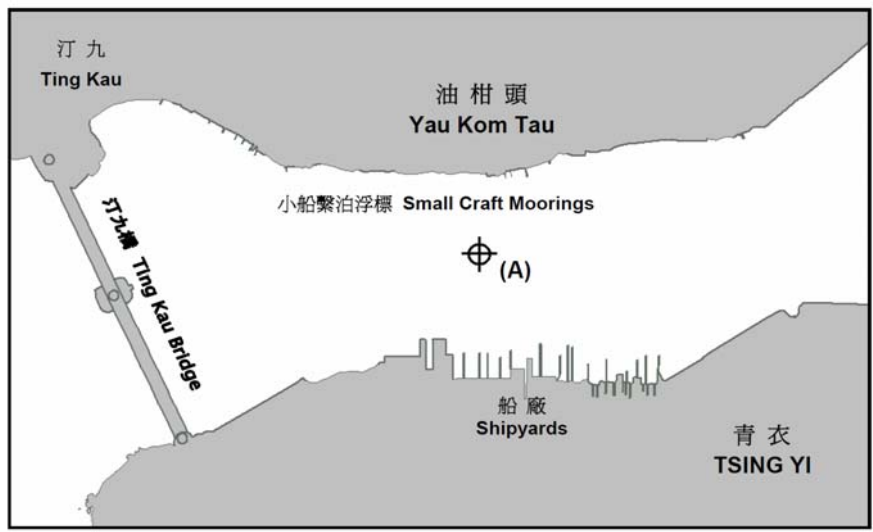 汀九
Ting Kau
油柑頭
Yau Kom Tau
小船繫泊浮標 Small Craft Moorings
汀九橋 Ting Kau Bridge
(A)
船廠
Shipyards
青衣
TSING YI